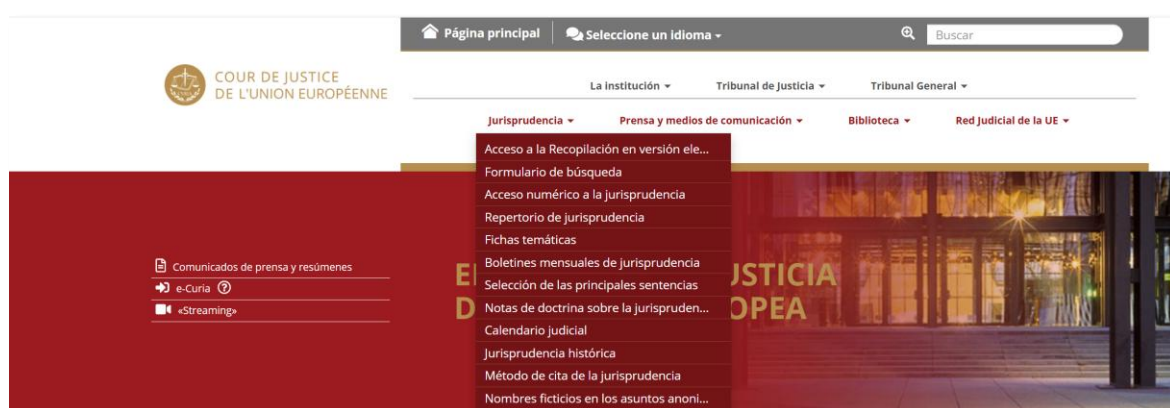 Página principal
Seleccione un idioma
Buscar
COUR DE JUSTICE
DE L'UNION EUROPÉENNE
La institución
Tribunal de Justicia
Tribunal General
Jurisprudencia
Prensa y medios de comunicación
Biblioteca
Red Judicial de la UE
Acceso a la Recopilación en versión ele...
Formulario de búsqueda
Acceso numérico a la jurisprudencia
Repertorio de jurisprudencia
Fichas temáticas
Boletines mensuales de jurisprudencia
Selección de las principales sentencias
Notas de doctrina sobre la jurispruden...
Calendario judicial
Jurisprudencia histórica
Método de cita de la jurisprudencia
Nombres ficticios en los asuntos anoni...
Comunicados de prensa y resúmenes
e-Curia ?
«Streaming»